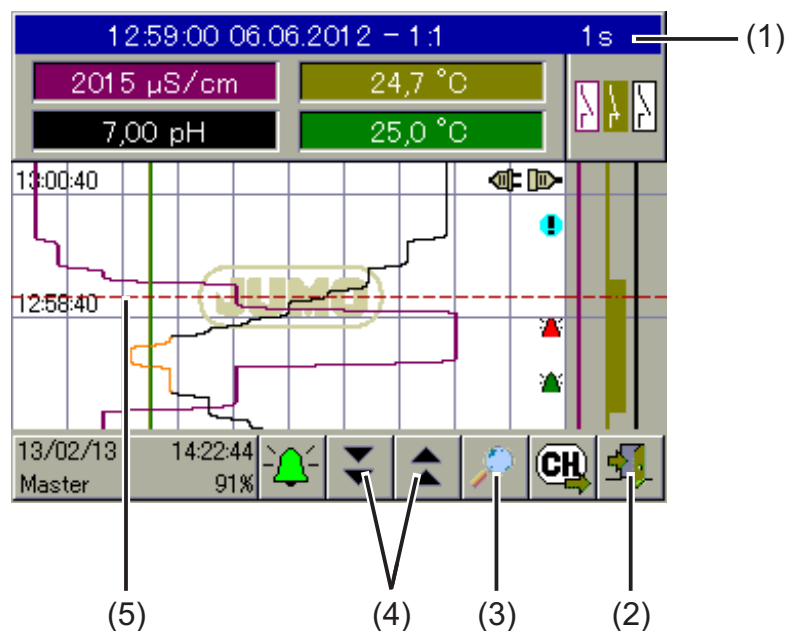 12:59:00 06.06.2012 - 1:1 1s
(1)
2015 µS/cm 24,7 °C
7,00 pH 25,0 °C
13:00:40
JUMO
12:58:40
13/02/13 14:22:44
Master 91%
CH
(5) (4) (3) (2)